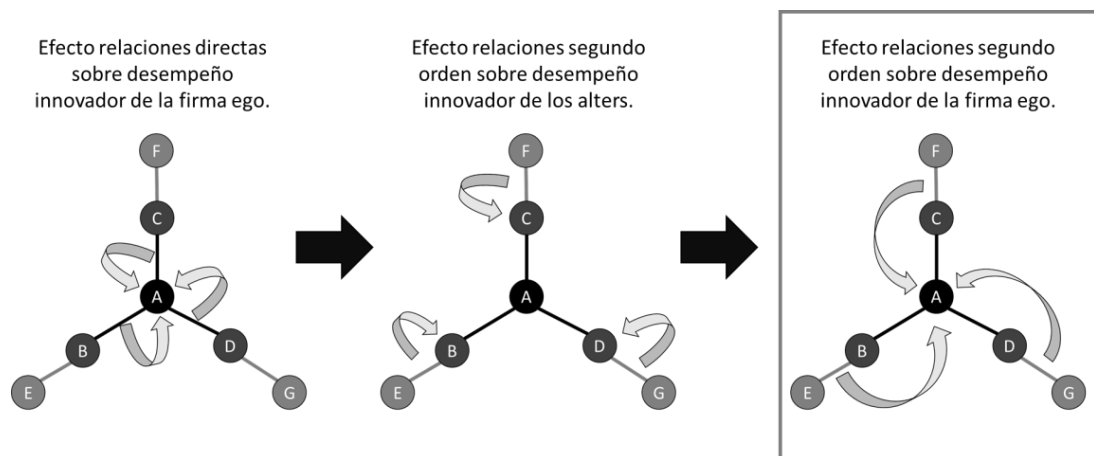 Efecto relaciones directas
sobre desempeño
innovador de la firma ego.
F
C
A
B
D
E
G
Efecto relaciones segundo
orden sobre desempeño
innovador de los alters.
F
C
A
B
D
E
G
Efecto relaciones segundo
orden sobre desempeño
innovador de la firma ego.
F
C
A
B
D
E
G